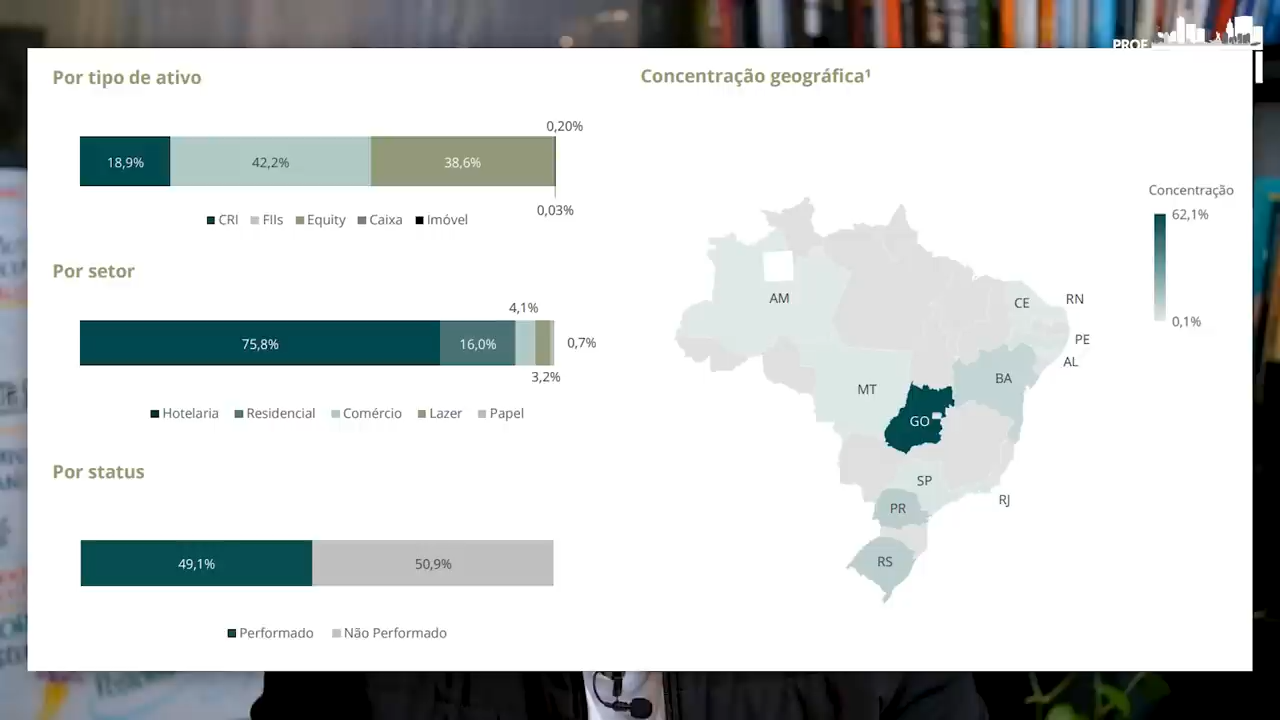 PROF
Por tipo de ativo
0,20%
18,9%
42,2%
38,6%
0,03%
CRI
FIIs
Equity
Caixa
Imóvel
Por setor
4,1%
75,8%
16,0%
0,7%
3,2%
Hotelaria
Residencial
Comércio
Lazer
Papel
Por status
49,1%
50,9%
Performado
Não Performado
Concentração geográfica¹
Concentração
62,1%
0,1%
AM
CE
RN
PE
AL
BA
MT
GO
SP
RJ
PR
RS